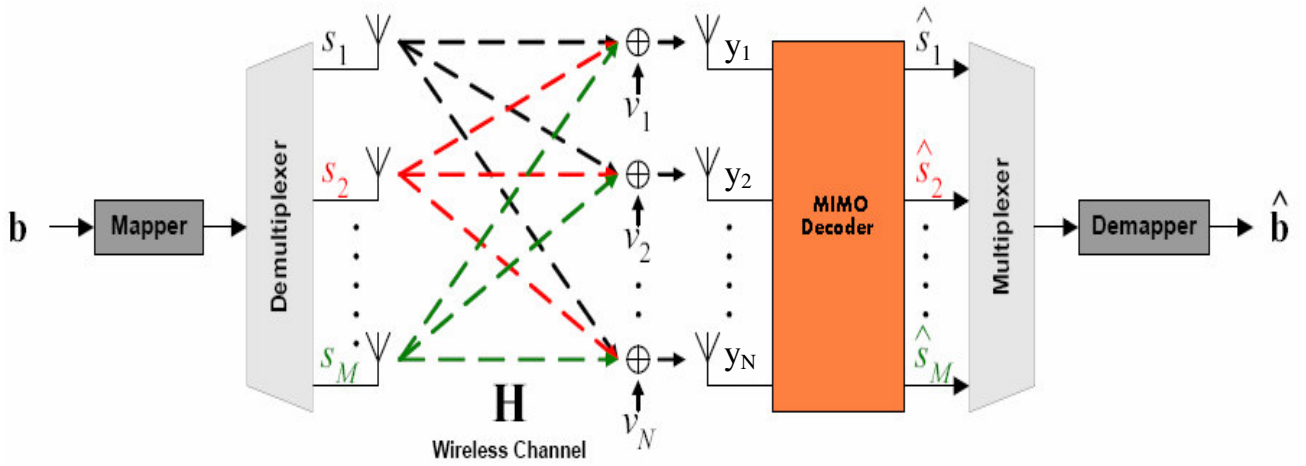 b
Mapper
Demultiplexer
s1
s2
sM
H
Wireless Channel
v1
v2
vN
y1
y2
yN
MIMO
Decoder
ŝ1
ŝ2
ŝM
Multiplexer
Demapper
b̂